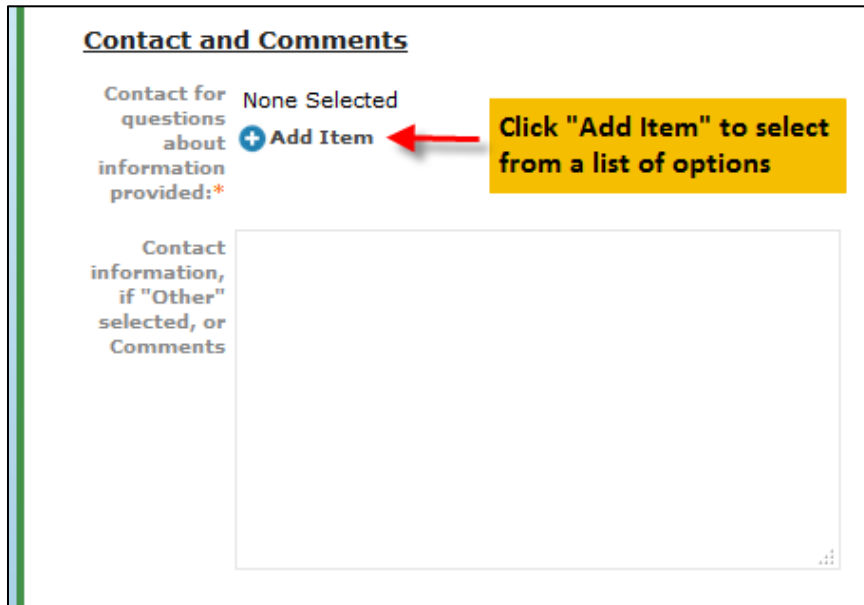 Contact and Comments
Contact for
questions
about
information
provided:*
None Selected
Add Item
Click "Add Item" to select
from a list of options
Contact
information,
if "Other"
selected, or
Comments